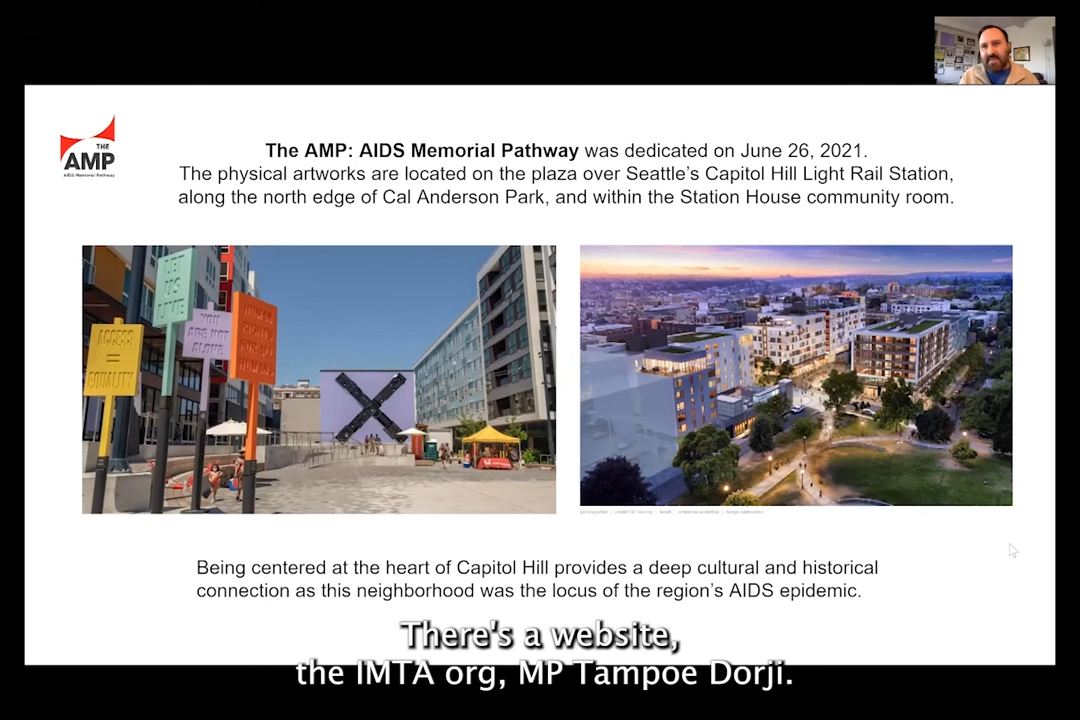 THE
AMP
AIDS Memorial Pathway
The AMP: AIDS Memorial Pathway was dedicated on June 26, 2021.
The physical artworks are located on the plaza over Seattle's Capitol Hill Light Rail Station,
along the north edge of Cal Anderson Park, and within the Station House community room.
ACCESS
=
EQUALITY
LET
US
LIVE
YOU
ARE NOT
ALONE
HUMAN
RIGHTS
FOR ALL
HUMANS
Being centered at the heart of Capitol Hill provides a deep cultural and historical
connection as this neighborhood was the locus of the region's AIDS epidemic.
There's a website,
the IMTA org, MP Tampoe Dorji.